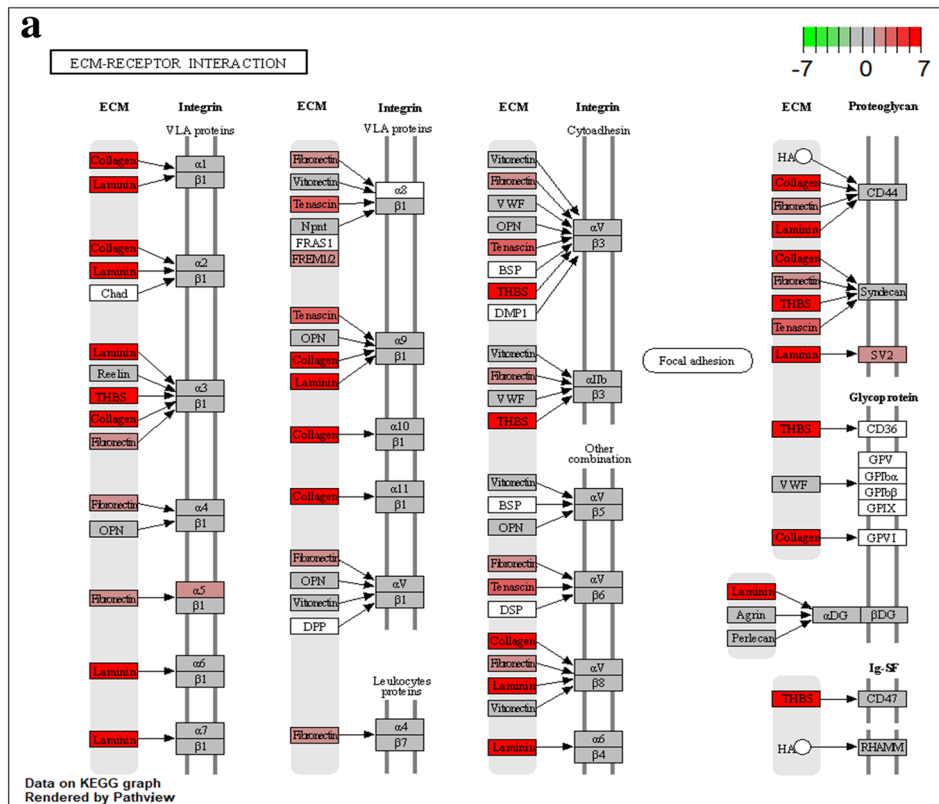 a
ECM-RECEPTOR INTERACTION
-7 0 7
ECM Integrin
VLA proteins
Collagen
Laminin
α1
β1
Collagen
Laminin
Chad
α2
β1
Laminin
Reelin
THBS
Collagen
Fibronectin
α3
β1
Fibronectin
OPN
α4
β1
Fibronectin
α5
β1
Laminin
α6
β1
Laminin
α7
β1
ECM Integrin
VLA proteins
Fibronectin
Vitronectin
Tenascin
Npnt
FRAS1
FREM1/2
α8
β1
Tenascin
OPN
Collagen
Laminin
α9
β1
Collagen
α10
β1
Collagen
α11
β1
Fibronectin
OPN
Vitronectin
DPP
αV
β1
Leukocytes
proteins
Fibronectin
α4
β7
ECM Integrin
Cytoadhesin
Vitronectin
Fibronectin
VWF
OPN
Tenascin
BSP
THBS
DMP1
αV
β3
Vitronectin
Fibronectin
VWF
THBS
αIIb
β3
Other
combination
Vitronectin
BSP
OPN
αV
β5
Fibronectin
Tenascin
DSP
αV
β6
Collagen
Fibronectin
Laminin
Vitronectin
αV
β8
Laminin
α6
β4
Focal adhesion
ECM Proteoglycan
HA
Collagen
Fibronectin
Laminin
CD44
Collagen
Fibronectin
THBS
Tenascin
Syndecan
Laminin
SV2
Glycoprotein
THBS
CD36
VWF
GPV
GPIbα
GPIbβ
GPIX
Collagen
GPVI
Laminin
Agrin
Perlecan
αDG βDG
Ig-SF
THBS
CD47
HA
RHAMM
Data on KEGG graph
Rendered by Pathview